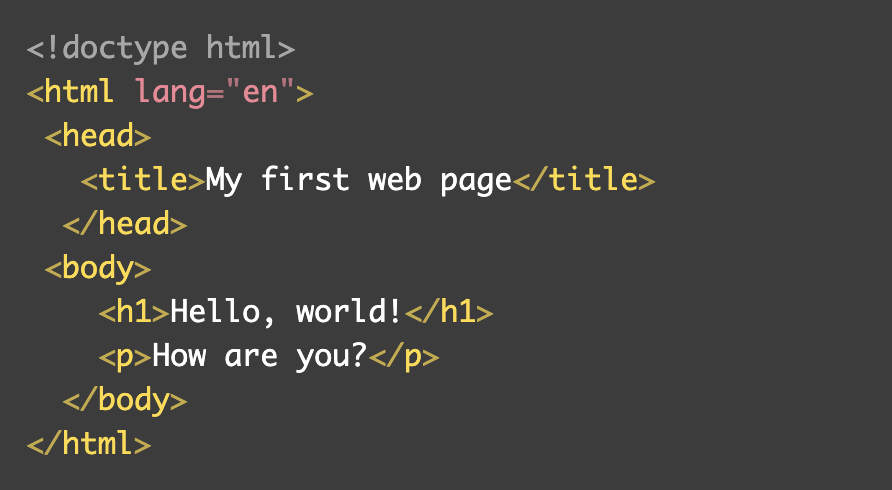 <!doctype html>
<html lang="en">
 <head>
   <title>My first web page</title>
  </head>
 <body>
    <h1>Hello, world!</h1>
    <p>How are you?</p>
  </body>
</html>